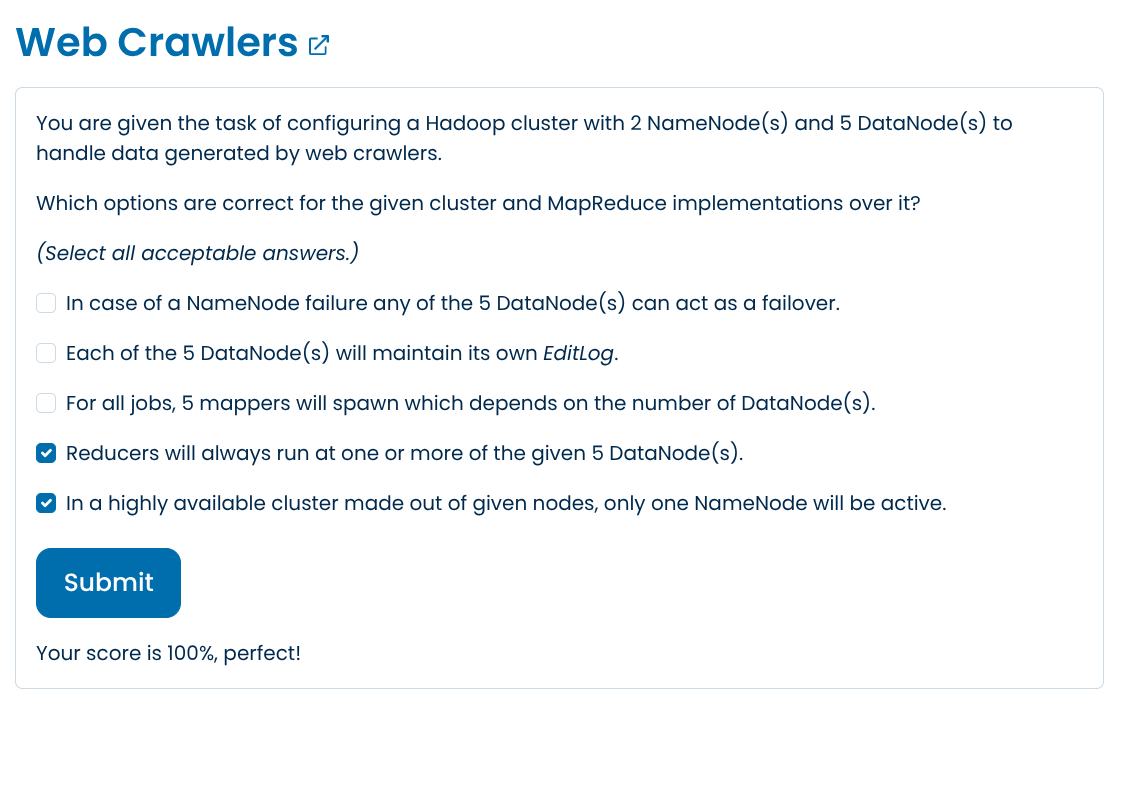 Web Crawlers
You are given the task of configuring a Hadoop cluster with 2 NameNode(s) and 5 DataNode(s) to
handle data generated by web crawlers.
Which options are correct for the given cluster and MapReduce implementations over it?
(Select all acceptable answers.)
In case of a NameNode failure any of the 5 DataNode(s) can act as a failover.
Each of the 5 DataNode(s) will maintain its own EditLog.
For all jobs, 5 mappers will spawn which depends on the number of DataNode(s).
Reducers will always run at one or more of the given 5 DataNode(s).
In a highly available cluster made out of given nodes, only one NameNode will be active.
Submit
Your score is 100%, perfect!